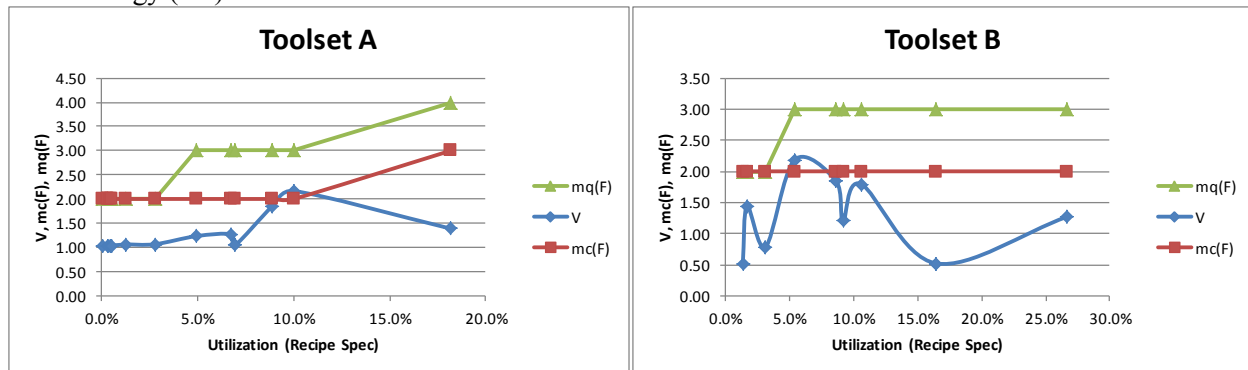 Toolset A
V, mc(F), mq(F)
4.50
4.00
3.50
3.00
2.50
2.00
1.50
1.00
0.50
0.00
0.0%
5.0%
10.0%
15.0%
20.0%
Utilization (Recipe Spec)
mq(F)
V
mc(F)
Toolset B
V, mc(F), mq(F)
3.50
3.00
2.50
2.00
1.50
1.00
0.50
0.00
0.0%
5.0%
10.0%
15.0%
20.0%
25.0%
30.0%
Utilization (Recipe Spec)
mq(F)
V
mc(F)